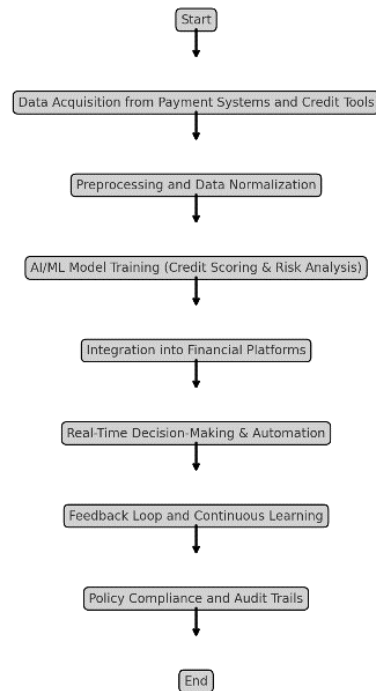 Start
Data Acquisition from Payment Systems and Credit Tools
Preprocessing and Data Normalization
AI/ML Model Training (Credit Scoring & Risk Analysis)
Integration into Financial Platforms
Real-Time Decision-Making & Automation
Feedback Loop and Continuous Learning
Policy Compliance and Audit Trails
End